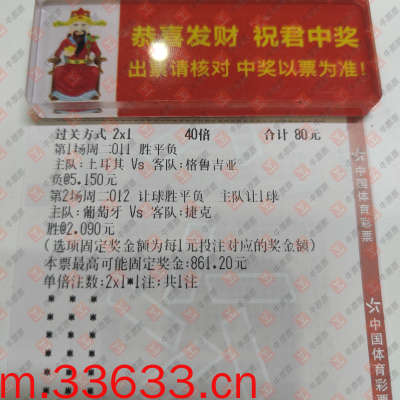 恭喜发财 祝君中奖
出票请核对 中奖以票为准!
过关方式 2x1 40倍 合计 80元
第1场周二011 胜平负
主队:土耳其 Vs 客队:格鲁吉亚
负@5.150元
第2场周二012 让球胜平负 主队让1球
主队:葡萄牙 Vs 客队:捷克
胜@2.090元
(选项固定奖金额为每1元投注对应的奖金额)
本票最高可能固定奖金:861.20元
单倍注数:2x1*1注;共1注
中国体育彩票
中国体育彩票
m.33633.cn